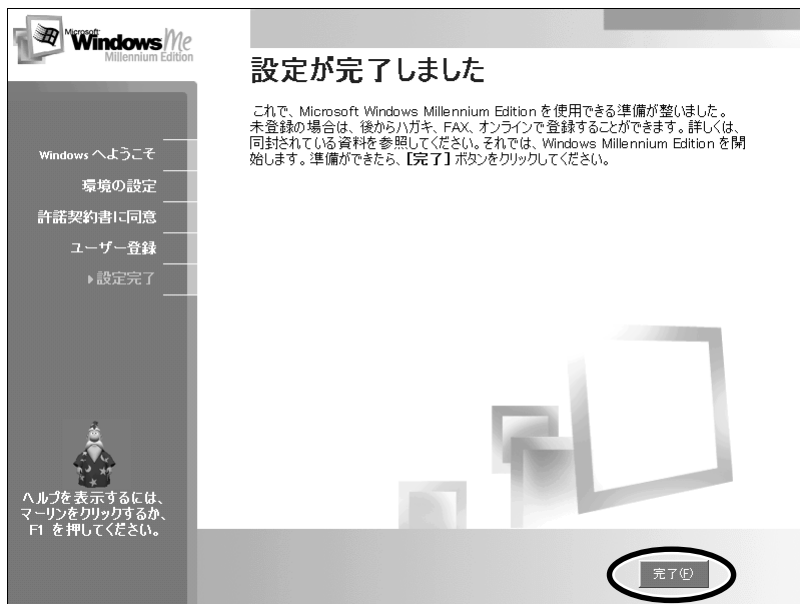 Microsoft
Windows Me
Millennium Edition
Windows へようこそ
環境の設定
許諾契約書に同意
ユーザー登録
設定完了
ヘルプを表示するには、
マーリンをクリックするか、
F1 を押してください。
設定が完了しました
これで、Microsoft Windows Millennium Edition を使用できる準備が整いました。
未登録の場合は、後からハガキ、FAX、オンラインで登録することができます。詳しくは、
同封されている資料を参照してください。それでは、Windows Millennium Edition を開
始します。準備ができたら、[完了] ボタンをクリックしてください。
完了(F)